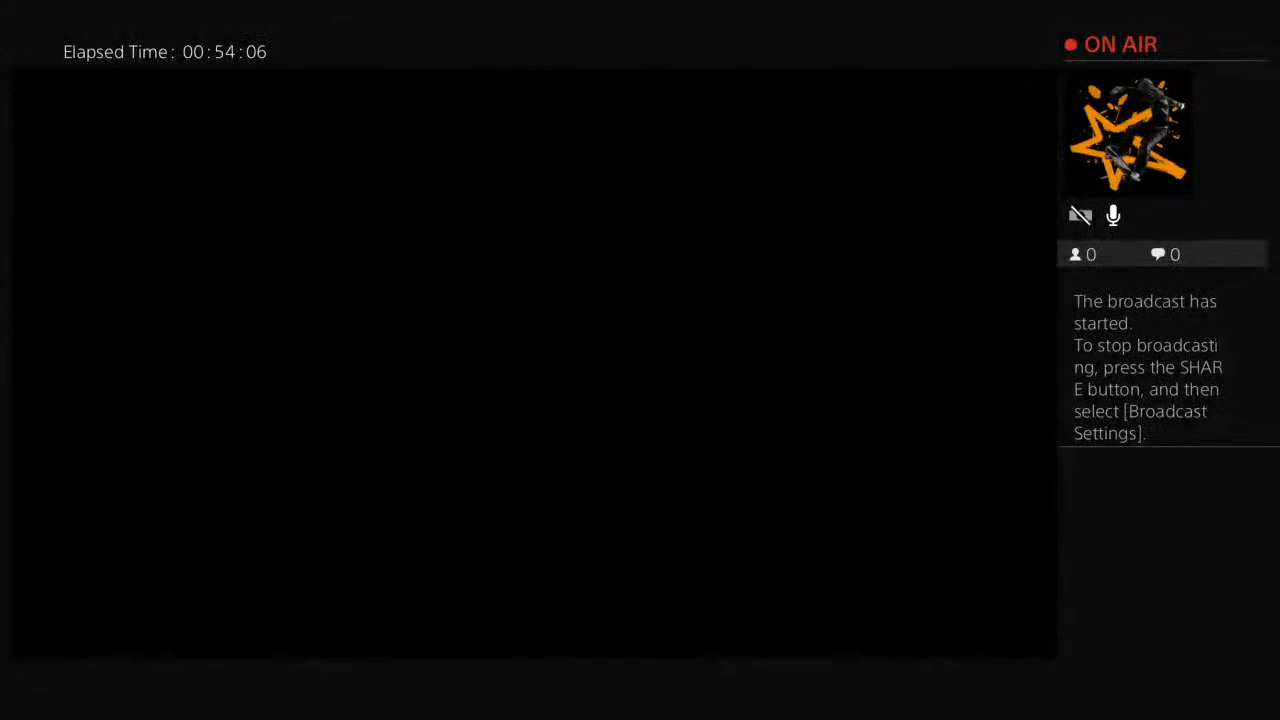 Elapsed Time: 00:54:06
ON AIR
0
0
The broadcast has
started.
To stop broadcasti
ng, press the SHAR
E button, and then
select [Broadcast
Settings].